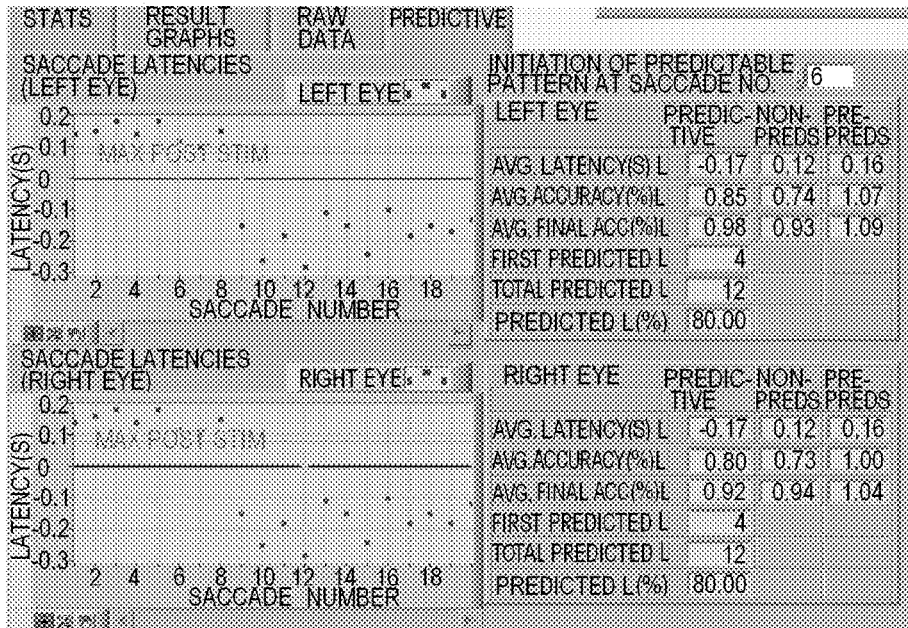 STATS RESULT GRAPHS RAW DATA PREDICTIVE
SACCADE LATENCIES
(LEFT EYE)
LEFT EYE
0.2
0.1
0
-0.1
-0.2
-0.3
LATENCY(S)
MAX POST STIM
2 4 6 8 10 12 14 16 18
SACCADE NUMBER
INITIATION OF PREDICTABLE
PATTERN AT SACCADE NO. 6
LEFT EYE PREDIC-TIVE NON-PREDS PRE-PREDS
AVG. LATENCY(S) L -0.17 0.12 0.16
AVG.ACCURACY(%)L 0.85 0.74 1.07
AVG. FINAL ACC(%)L 0.98 0.93 1.09
FIRST PREDICTED L 4
TOTAL PREDICTED L 12
PREDICTED L(%) 80.00
SACCADE LATENCIES
(RIGHT EYE)
RIGHT EYE
0.2
0.1
0
-0.1
-0.2
-0.3
LATENCY(S)
MAX POST STIM
2 4 6 8 10 12 14 16 18
SACCADE NUMBER
RIGHT EYE PREDIC-TIVE NON-PREDS PRE-PREDS
AVG. LATENCY(S) L -0.17 0.12 0.16
AVG.ACCURACY(%)L 0.80 0.73 1.00
AVG. FINAL ACC(%)L 0.92 0.94 1.04
FIRST PREDICTED L 4
TOTAL PREDICTED L 12
PREDICTED L(%) 80.00